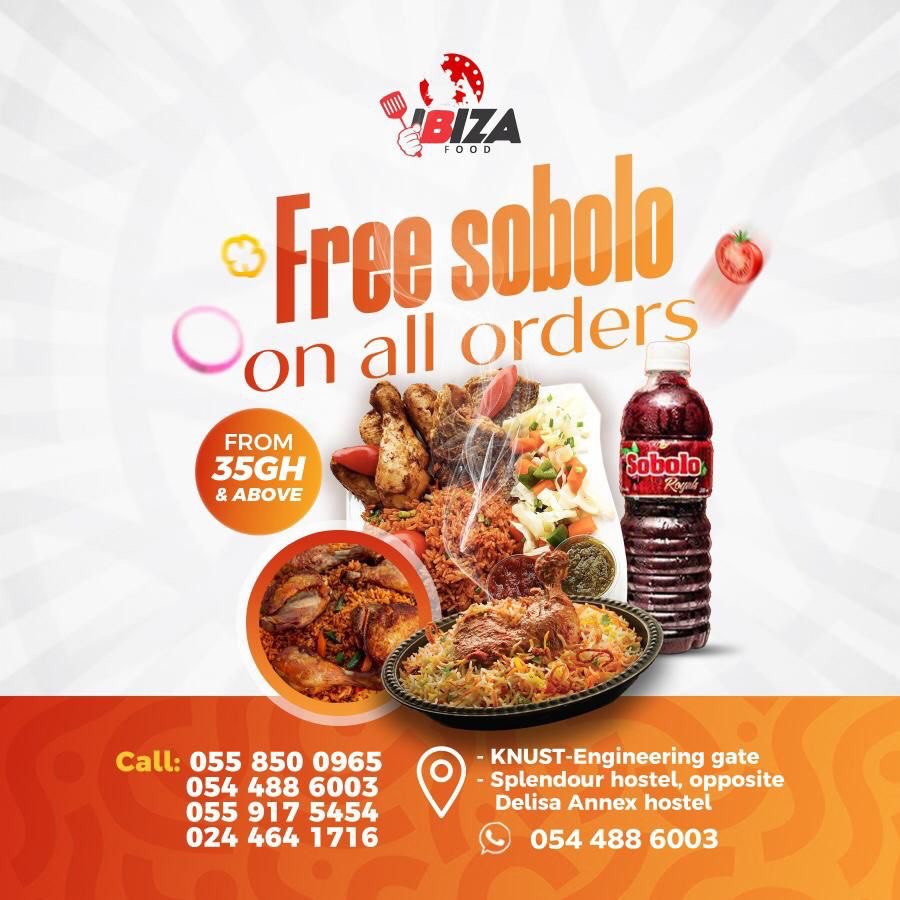 IBIZA
FOOD
Free sobolo
on all orders
FROM
35GH
& ABOVE
Sobolo
Royals
Call: 055 850 0965
054 488 6003
055 917 5454
024 464 1716
- KNUST-Engineering gate
- Splendour hostel, opposite
Delisa Annex hostel
054 488 6003